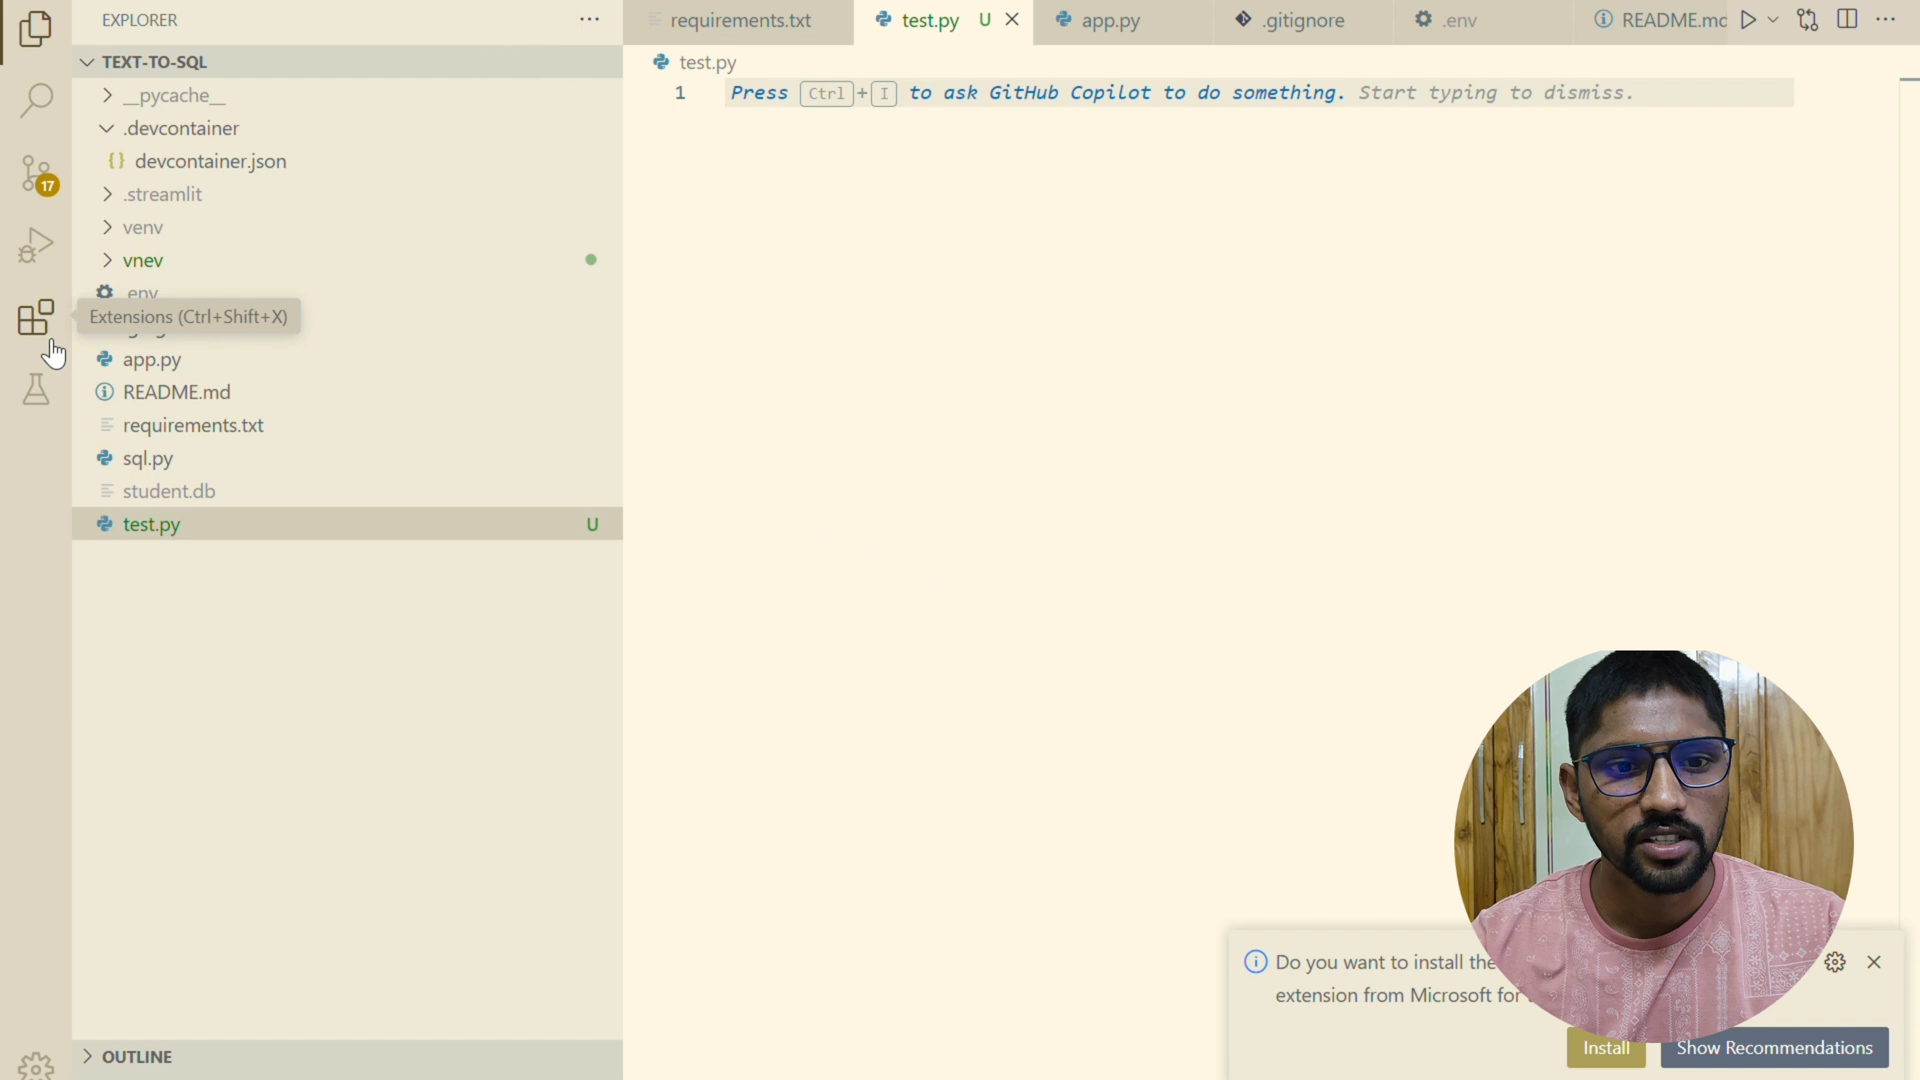 EXPLORER
TEXT-TO-SQL
__pycache__
.devcontainer
{} devcontainer.json
.streamlit
venv
vnev
.env
Extensions (Ctrl+Shift+X)
app.py
README.md
requirements.txt
sql.py
student.db
test.py U
OUTLINE
17
requirements.txt
test.py U
app.py
.gitignore
.env
README.md
test.py
1 Press Ctrl+I to ask GitHub Copilot to do something. Start typing to dismiss.
Do you want to install the
extension from Microsoft for
Install
Show Recommendations